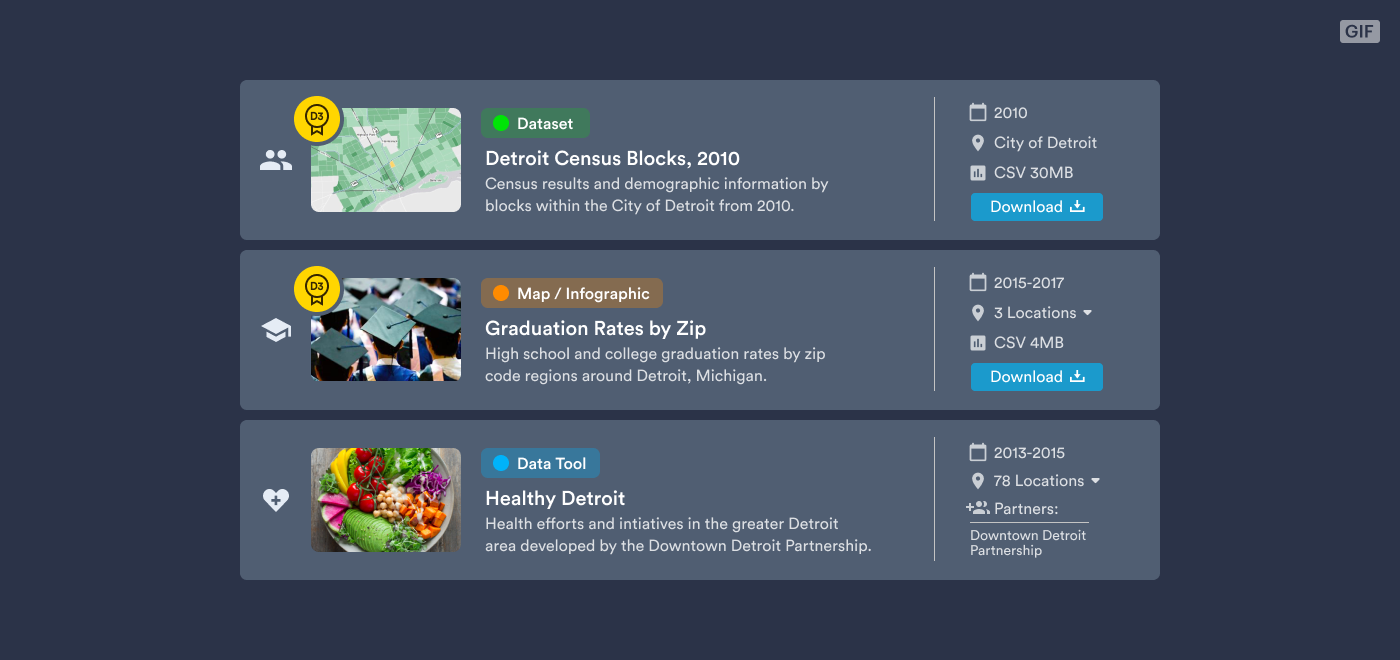 GIF
D3
Dataset
Detroit Census Blocks, 2010
Census results and demographic information by
blocks within the City of Detroit from 2010.
2010
City of Detroit
CSV 30MB
Download
D3
Map / Infographic
Graduation Rates by Zip
High school and college graduation rates by zip
code regions around Detroit, Michigan.
2015-2017
3 Locations
CSV 4MB
Download
Data Tool
Healthy Detroit
Health efforts and intiatives in the greater Detroit
area developed by the Downtown Detroit Partnership.
2013-2015
78 Locations
Partners:
Downtown Detroit
Partnership